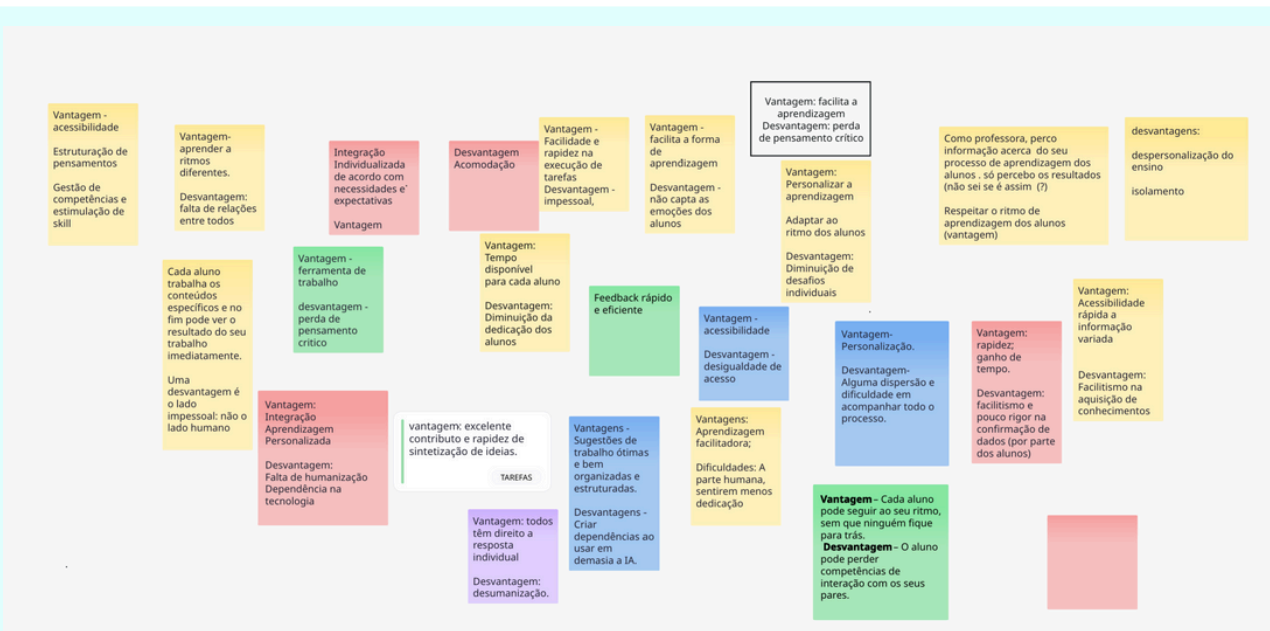 Vantagem -
acessibilidade
Estruturação de
pensamentos
Gestão de
competências e
estimulação de
skill
Vantagem-
aprender a
ritmos
diferentes.
Desvantagem:
falta de relações
entre todos
Integração
Individualizada
de acordo com
necessidades e´
expectativas
Vantagem
Desvantagem
Acomodação
Vantagem -
Facilidade e
rapidez na
execução de
tarefas
Desvantagem -
impessoal,
Vantagem -
facilita a forma
de
aprendizagem
Desvantagem -
não capta as
emoções dos
alunos
Vantagem: facilita a
aprendizagem
Desvantagem: perda
de pensamento crítico
Vantagem:
Personalizar a
aprendizagem
Adaptar ao
ritmo dos alunos
Desvantagem:
Diminuição de
desafios
individuais
Como professora, perco
informação acerca do seu
processo de aprendizagem dos
alunos . só percebo os resultados
(não sei se é assim (?)
Respeitar o ritmo de
aprendizagem dos alunos
(vantagem)
desvantagens:
despersonalização do
ensino
isolamento
Cada aluno
trabalha os
conteúdos
específicos e no
fim pode ver o
resultado do seu
trabalho
imediatamente.
Uma
desvantagem é
o lado
impessoal: não o
lado humano
Vantagem -
ferramenta de
trabalho
desvantagem -
perda de
pensamento
critico
Vantagem:
Tempo
disponível
para cada aluno
Desvantagem:
Diminuição da
dedicação dos
alunos
Feedback rápido
e eficiente
Vantagem -
acessibilidade
Desvantagem -
desigualdade de
acesso
Vantagem-
Personalização.
Desvantagem-
Alguma dispersão e
dificuldade em
acompanhar todo o
processo.
Vantagem:
rapidez;
ganho de
tempo.
Desvantagem:
facilitismo e
pouco rigor na
confirmação de
dados (por parte
dos alunos)
Vantagem:
Acessibilidade
rápida a
informação
variada
Desvantagem:
Facilitismo na
aquisição de
conhecimentos
Vantagem:
Integração
Aprendizagem
Personalizada
Desvantagem:
Falta de humanização
Dependência na
tecnologia
vantagem: excelente
contributo e rapidez de
sintetização de ideias.
TAREFAS
Vantagens -
Sugestões de
trabalho ótimas
e bem
organizadas e
estruturadas.
Desvantagens -
Criar
dependências ao
usar em
demasia a IA.
Vantagens:
Aprendizagem
facilitadora;
Dificuldades: A
parte humana,
sentirem menos
dedicação
Vantagem: todos
têm direito a
resposta
individual
Desvantagem:
desumanização.
Vantagem – Cada aluno
pode seguir ao seu ritmo,
sem que ninguém fique
para trás.
Desvantagem – O aluno
pode perder
competências de
interação com os seus
pares.